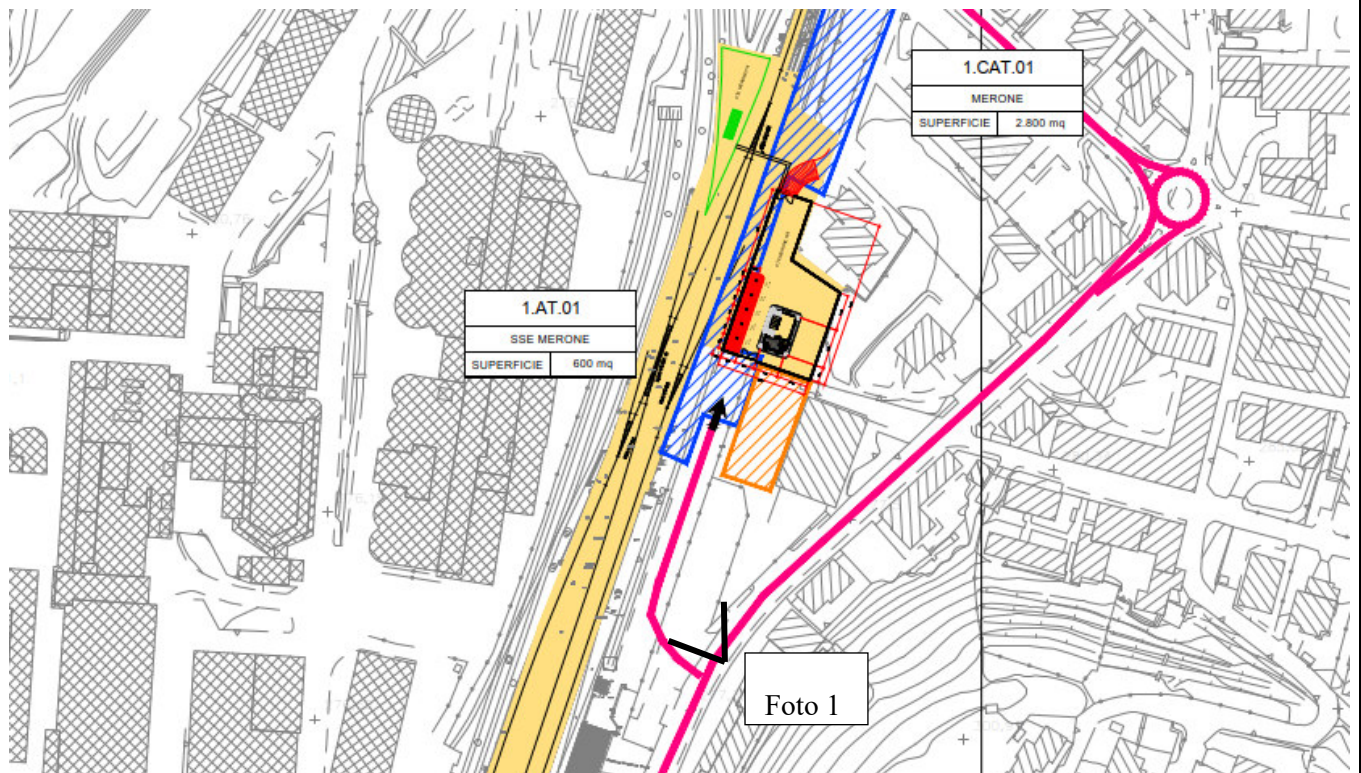 1.CAT.01
MERONE
SUPERFICIE 2.800 mq
1.AT.01
SSE MERONE
SUPERFICIE 600 mq
Foto 1